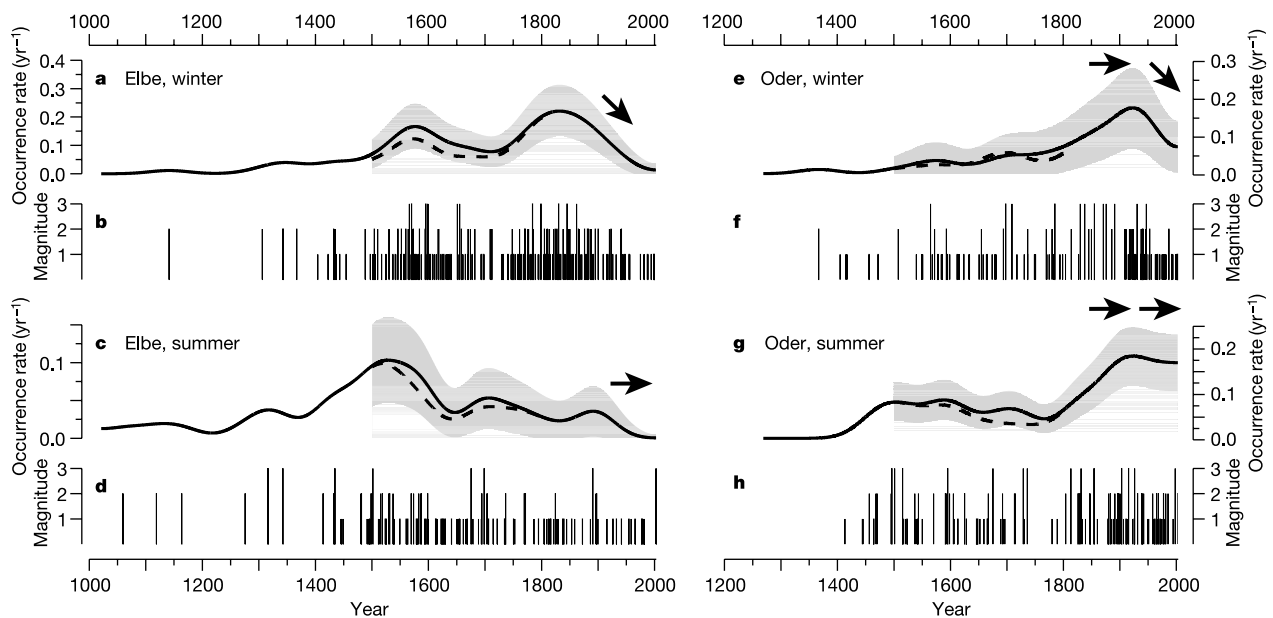 1000 1200 1400 1600 1800 2000
1200 1400 1600 1800 2000
Occurrence rate (yr⁻¹)
0.4
0.3
0.2
0.1
0.0
a Elbe, winter
e Oder, winter
0.3
0.2
0.1
0.0
Occurrence rate (yr⁻¹)
Magnitude
3
2
1
b
f
3
2
1
Magnitude
Occurrence rate (yr⁻¹)
0.1
0.0
c Elbe, summer
g Oder, summer
0.2
0.1
0.0
Occurrence rate (yr⁻¹)
Magnitude
3
2
1
d
h
3
2
1
Magnitude
1000 1200 1400 1600 1800 2000
Year
1200 1400 1600 1800 2000
Year